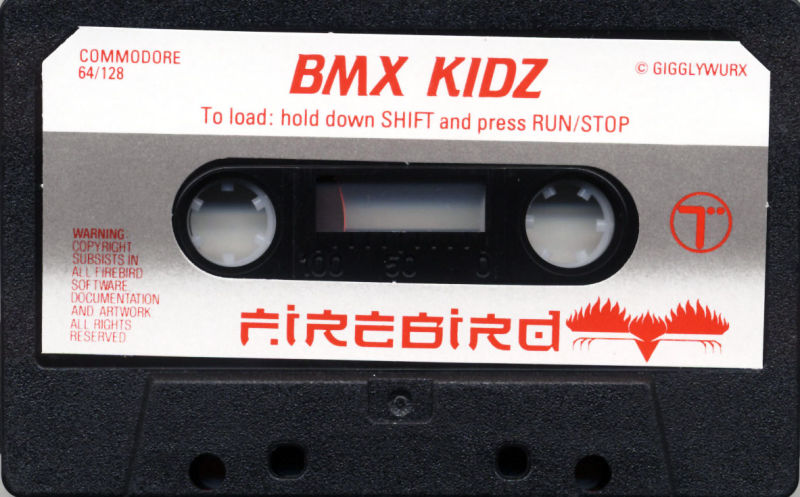 COMMODORE
64/128
BMX KIDZ
© GIGGLYWURX
To load: hold down SHIFT and press RUN/STOP
100 50 0
WARNING
COPYRIGHT
SUBSISTS IN
ALL FIREBIRD
SOFTWARE
DOCUMENTATION
AND ARTWORK
ALL RIGHTS
RESERVED
FIREBIRD